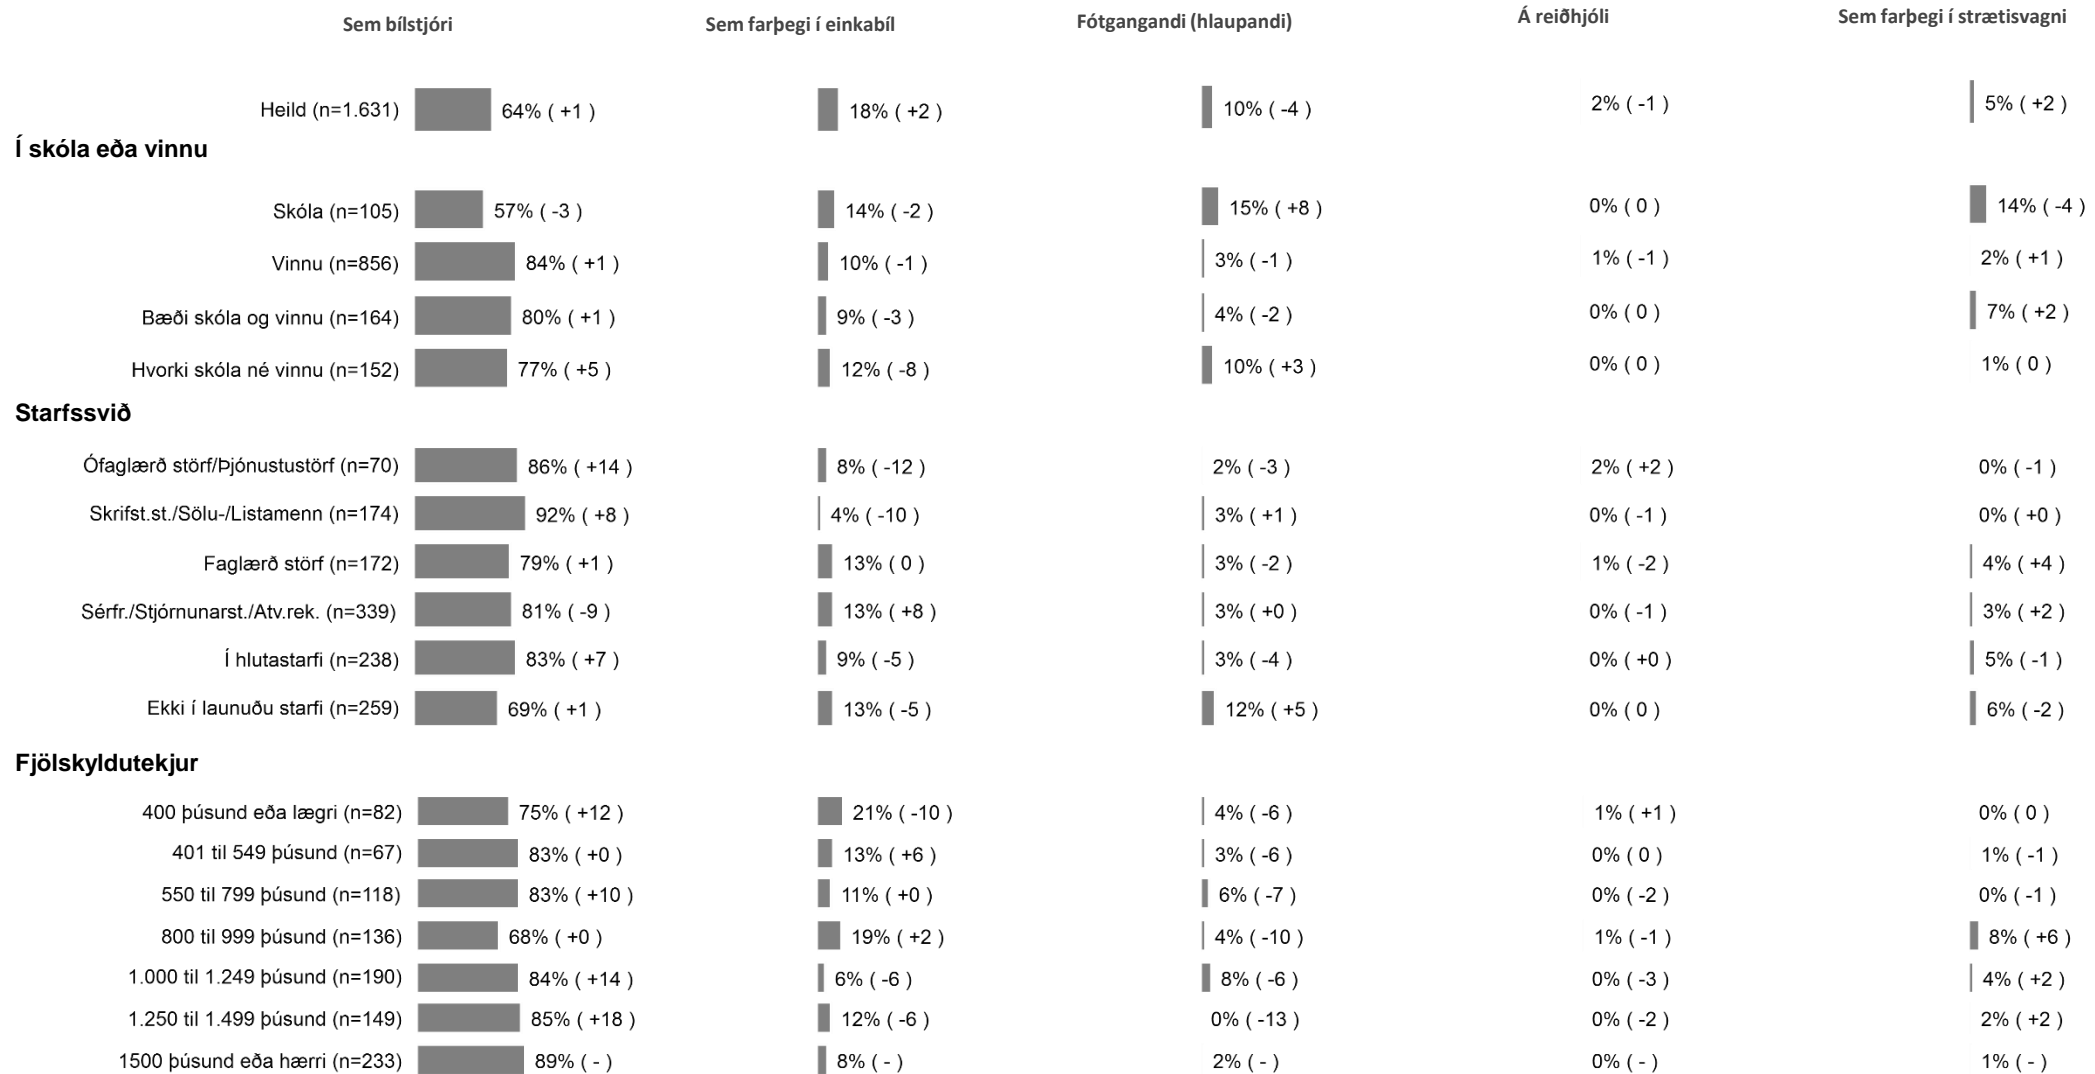 Sem bílstjóri Sem farþegi í einkabíl Fótgangandi (hlaupandi) Á reiðhjóli Sem farþegi í strætisvagni
Heild (n=1.631) 64% ( +1 ) 18% ( +2 ) 10% ( -4 ) 2% ( -1 ) 5% ( +2 )
Í skóla eða vinnu
Skóla (n=105) 57% ( -3 ) 14% ( -2 ) 15% ( +8 ) 0% ( 0 ) 14% ( -4 )
Vinnu (n=856) 84% ( +1 ) 10% ( -1 ) 3% ( -1 ) 1% ( -1 ) 2% ( +1 )
Bæði skóla og vinnu (n=164) 80% ( +1 ) 9% ( -3 ) 4% ( -2 ) 0% ( 0 ) 7% ( +2 )
Hvorki skóla né vinnu (n=152) 77% ( +5 ) 12% ( -8 ) 10% ( +3 ) 0% ( 0 ) 1% ( 0 )
Starfssvið
Ófaglærð störf/Þjónustustörf (n=70) 86% ( +14 ) 8% ( -12 ) 2% ( -3 ) 2% ( +2 ) 0% ( -1 )
Skrifst.st./Sölu-/Listamenn (n=174) 92% ( +8 ) 4% ( -10 ) 3% ( +1 ) 0% ( -1 ) 0% ( +0 )
Faglærð störf (n=172) 79% ( +1 ) 13% ( 0 ) 3% ( -2 ) 1% ( -2 ) 4% ( +4 )
Sérfr./Stjórnunarst./Atv.rek. (n=339) 81% ( -9 ) 13% ( +8 ) 3% ( +0 ) 0% ( -1 ) 3% ( +2 )
Í hlutastarfi (n=238) 83% ( +7 ) 9% ( -5 ) 3% ( -4 ) 0% ( +0 ) 5% ( -1 )
Ekki í launuðu starfi (n=259) 69% ( +1 ) 13% ( -5 ) 12% ( +5 ) 0% ( 0 ) 6% ( -2 )
Fjölskyldutekjur
400 þúsund eða lægri (n=82) 75% ( +12 ) 21% ( -10 ) 4% ( -6 ) 1% ( +1 ) 0% ( 0 )
401 til 549 þúsund (n=67) 83% ( +0 ) 13% ( +6 ) 3% ( -6 ) 0% ( 0 ) 1% ( -1 )
550 til 799 þúsund (n=118) 83% ( +10 ) 11% ( +0 ) 6% ( -7 ) 0% ( -2 ) 0% ( -1 )
800 til 999 þúsund (n=136) 68% ( +0 ) 19% ( +2 ) 4% ( -10 ) 1% ( -1 ) 8% ( +6 )
1.000 til 1.249 þúsund (n=190) 84% ( +14 ) 6% ( -6 ) 8% ( -6 ) 0% ( -3 ) 4% ( +2 )
1.250 til 1.499 þúsund (n=149) 85% ( +18 ) 12% ( -6 ) 0% ( -13 ) 0% ( -2 ) 2% ( +2 )
1500 þúsund eða hærri (n=233) 89% ( - ) 8% ( - ) 2% ( - ) 0% ( - ) 1% ( - )